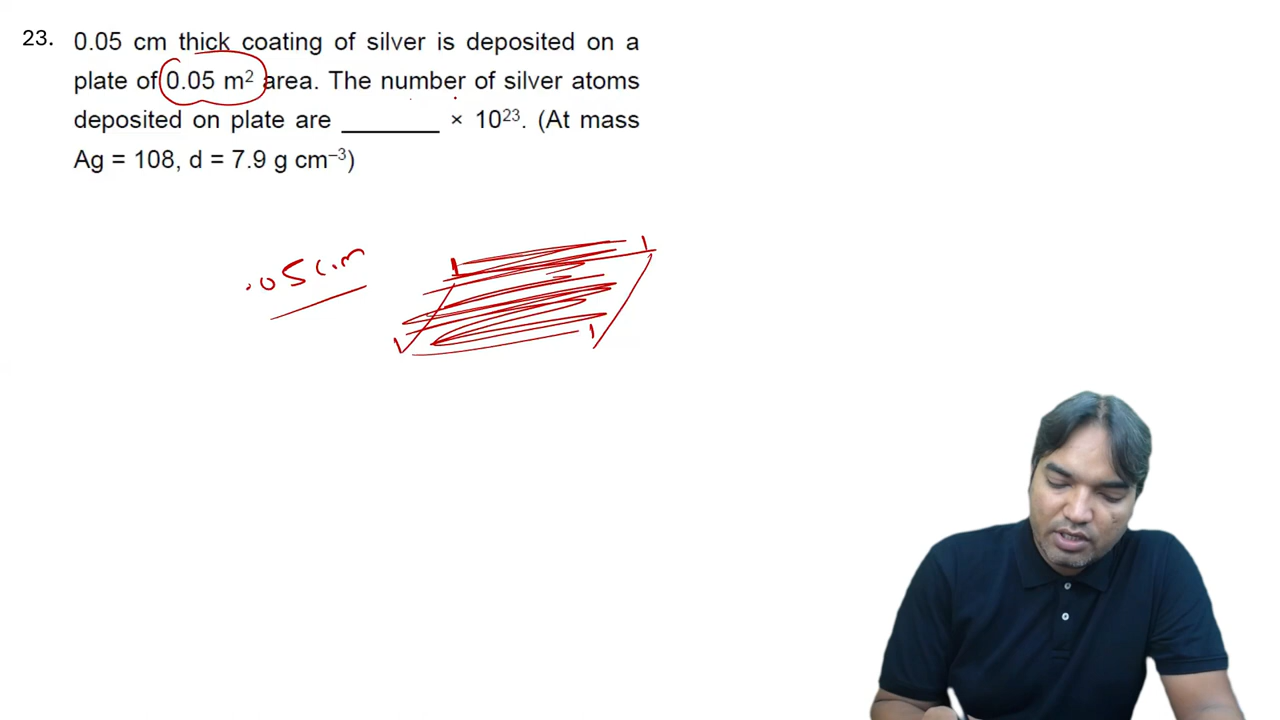 23. 0.05 cm thick coating of silver is deposited on a
plate of 0.05 m² area. The number of silver atoms
deposited on plate are _______ × 10²³. (At mass
Ag = 108, d = 7.9 g cm⁻³)
.05 cm